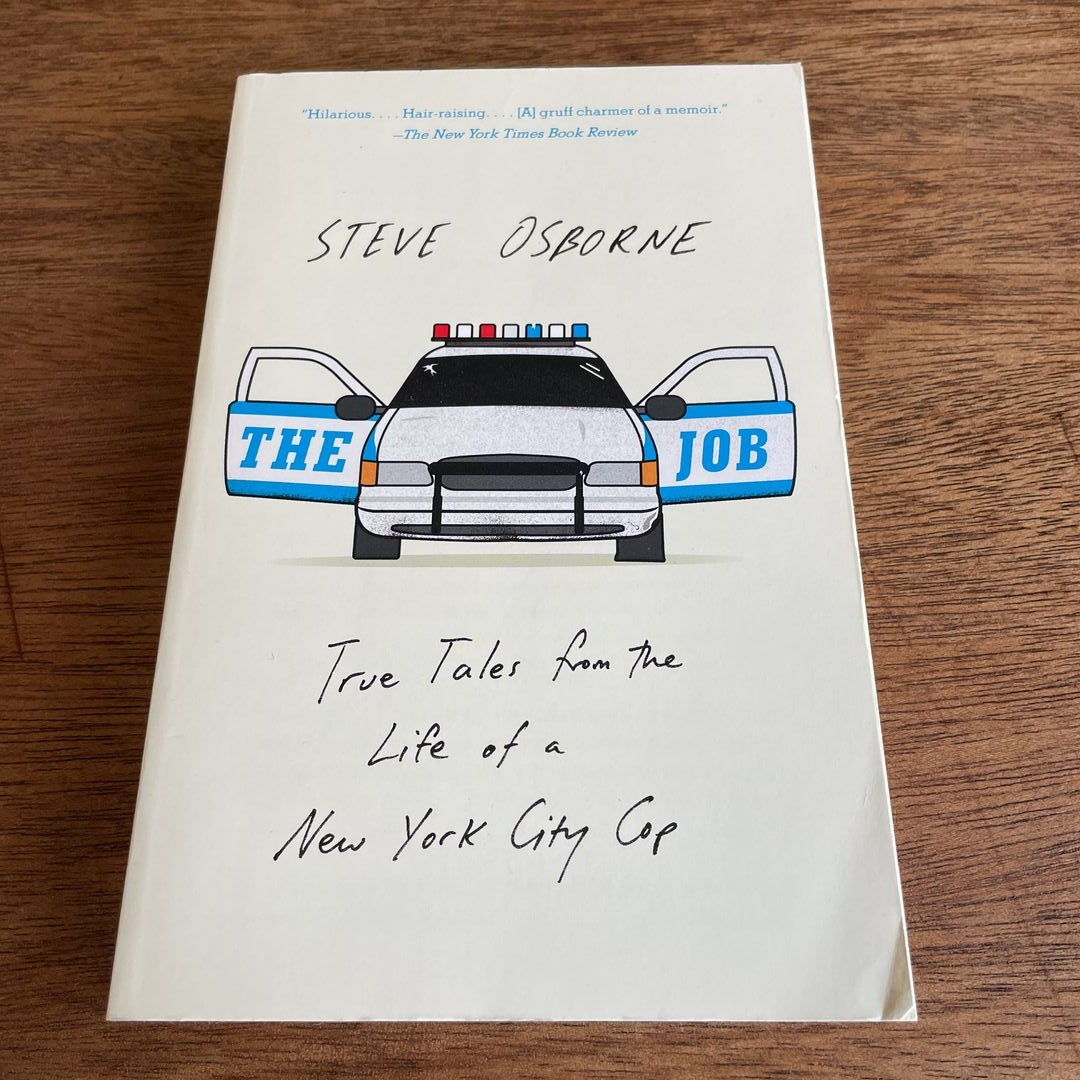 “Hilarious. . . . Hair-raising. . . . [A] gruff charmer of a memoir.”
—The New York Times Book Review
STEVE OSBORNE
THE JOB
True Tales from the
Life of a
New York City Cop